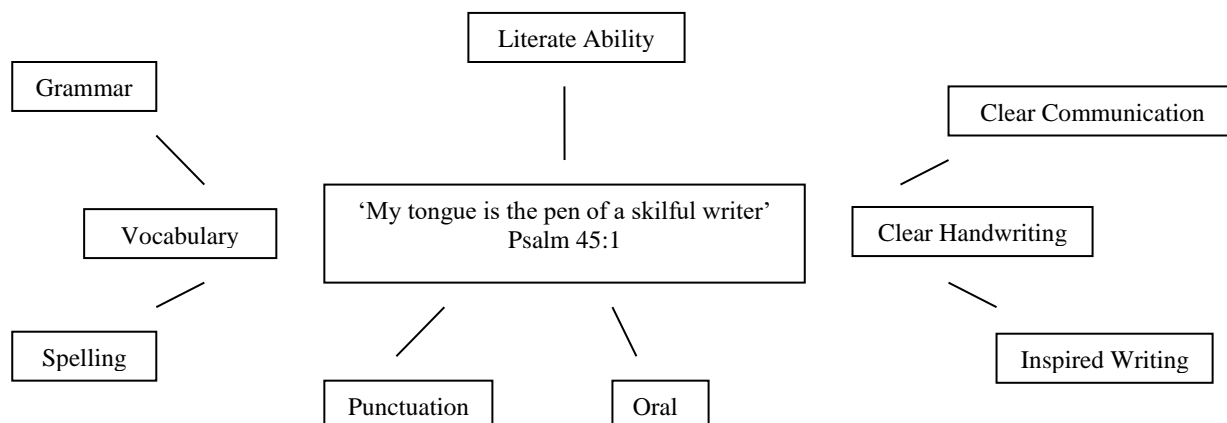 Literate Ability
Grammar
Clear Communication
‘My tongue is the pen of a skilful writer’
Psalm 45:1
Vocabulary
Clear Handwriting
Spelling
Inspired Writing
Punctuation
Oral